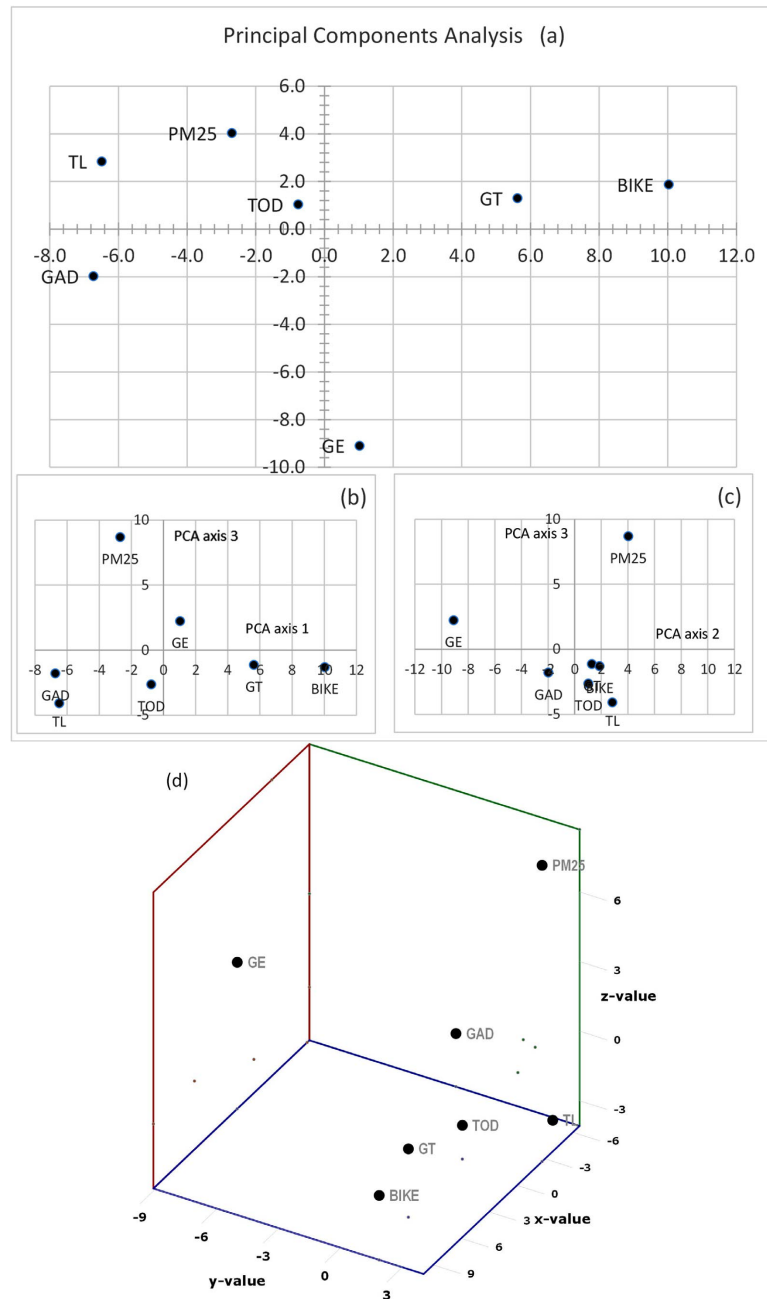 Principal Components Analysis (a)
6.0
PM25
4.0
TL
2.0
TOD
GT
BIKE
0.0
-8.0 -6.0 -4.0 -2.0 0.0 2.0 4.0 6.0 8.0 10.0 12.0
GAD
-2.0
-4.0
-6.0
-8.0
GE
-10.0
(b)
10
PCA axis 3
PM25
5
GE
PCA axis 1
0
-8 -6 -4 -2 0 2 4 6 8 10 12
GAD
GT
BIKE
TOD
-5
TL
(c)
10
PCA axis 3
PM25
5
GE
PCA axis 2
0
-12 -10 -8 -6 -4 -2 0 2 4 6 8 10 12
GAD
GT
BIKE
TOD
-5
TL
(d)
PM25
6
GE
3
z-value
GAD
0
-3
TL
TOD
-6
GT
-3
BIKE
0
3 x-value
-9
6
-6
9
-3
y-value
0
3